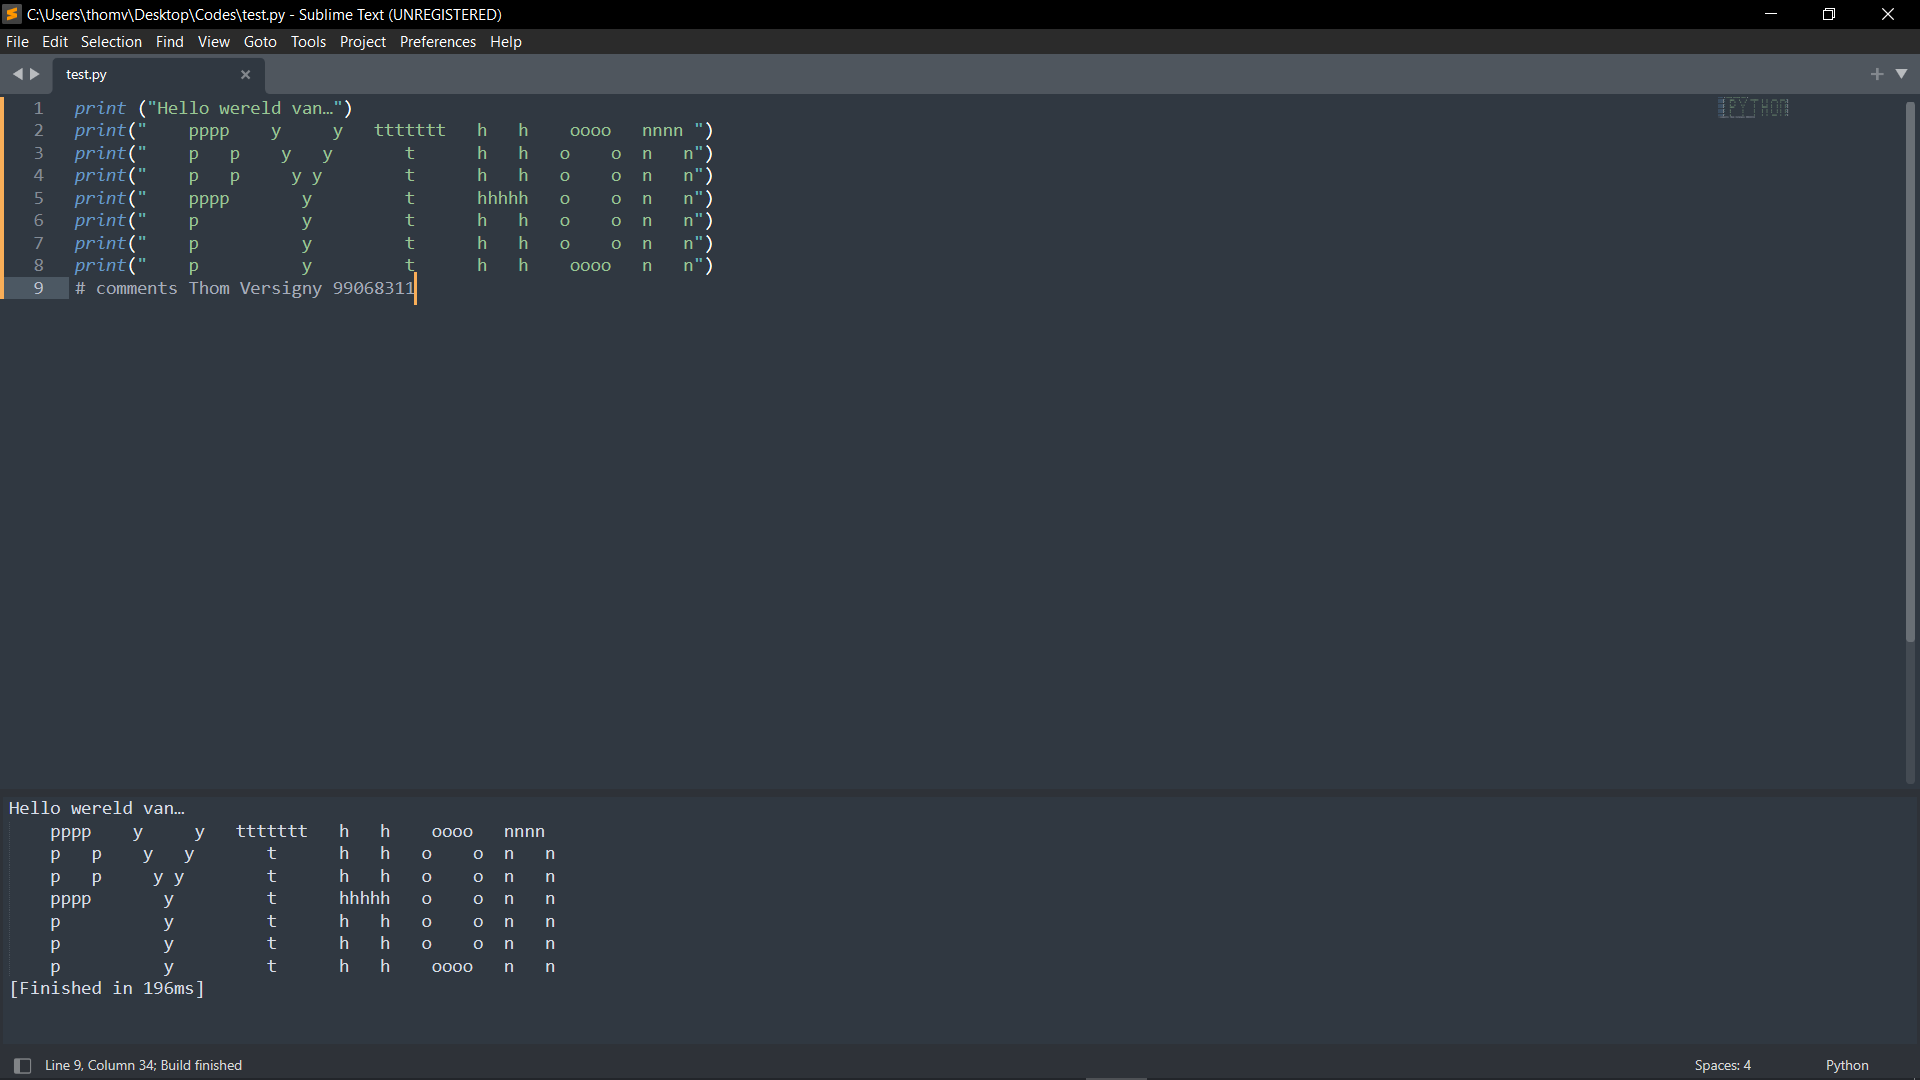 C:\Users\thomv\Desktop\Codes\test.py - Sublime Text (UNREGISTERED)
File Edit Selection Find View Goto Tools Project Preferences Help
test.py
1 print ("Hello wereld van…")
2 print("    pppp    y     y   ttttttt   h   h    oooo   nnnn ")
3 print("    p   p    y   y       t      h   h   o    o  n   n")
4 print("    p   p     y y        t      h   h   o    o  n   n")
5 print("    pppp       y         t      hhhhh   o    o  n   n")
6 print("    p          y         t      h   h   o    o  n   n")
7 print("    p          y         t      h   h   o    o  n   n")
8 print("    p          y         t      h   h    oooo   n   n")
9 # comments Thom Versigny 99068311
Hello wereld van…
    pppp    y     y   ttttttt   h   h    oooo   nnnn
    p   p    y   y       t      h   h   o    o  n   n
    p   p     y y        t      h   h   o    o  n   n
    pppp       y         t      hhhhh   o    o  n   n
    p          y         t      h   h   o    o  n   n
    p          y         t      h   h   o    o  n   n
    p          y         t      h   h    oooo   n   n
[Finished in 196ms]
Line 9, Column 34; Build finished Spaces: 4 Python